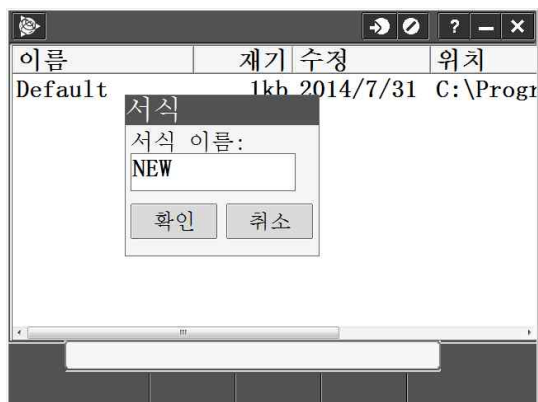 ?
이름 재기 수정 위치
Default 1kb 2014/7/31 C:\Progr
서식
서식 이름:
NEW
확인 취소